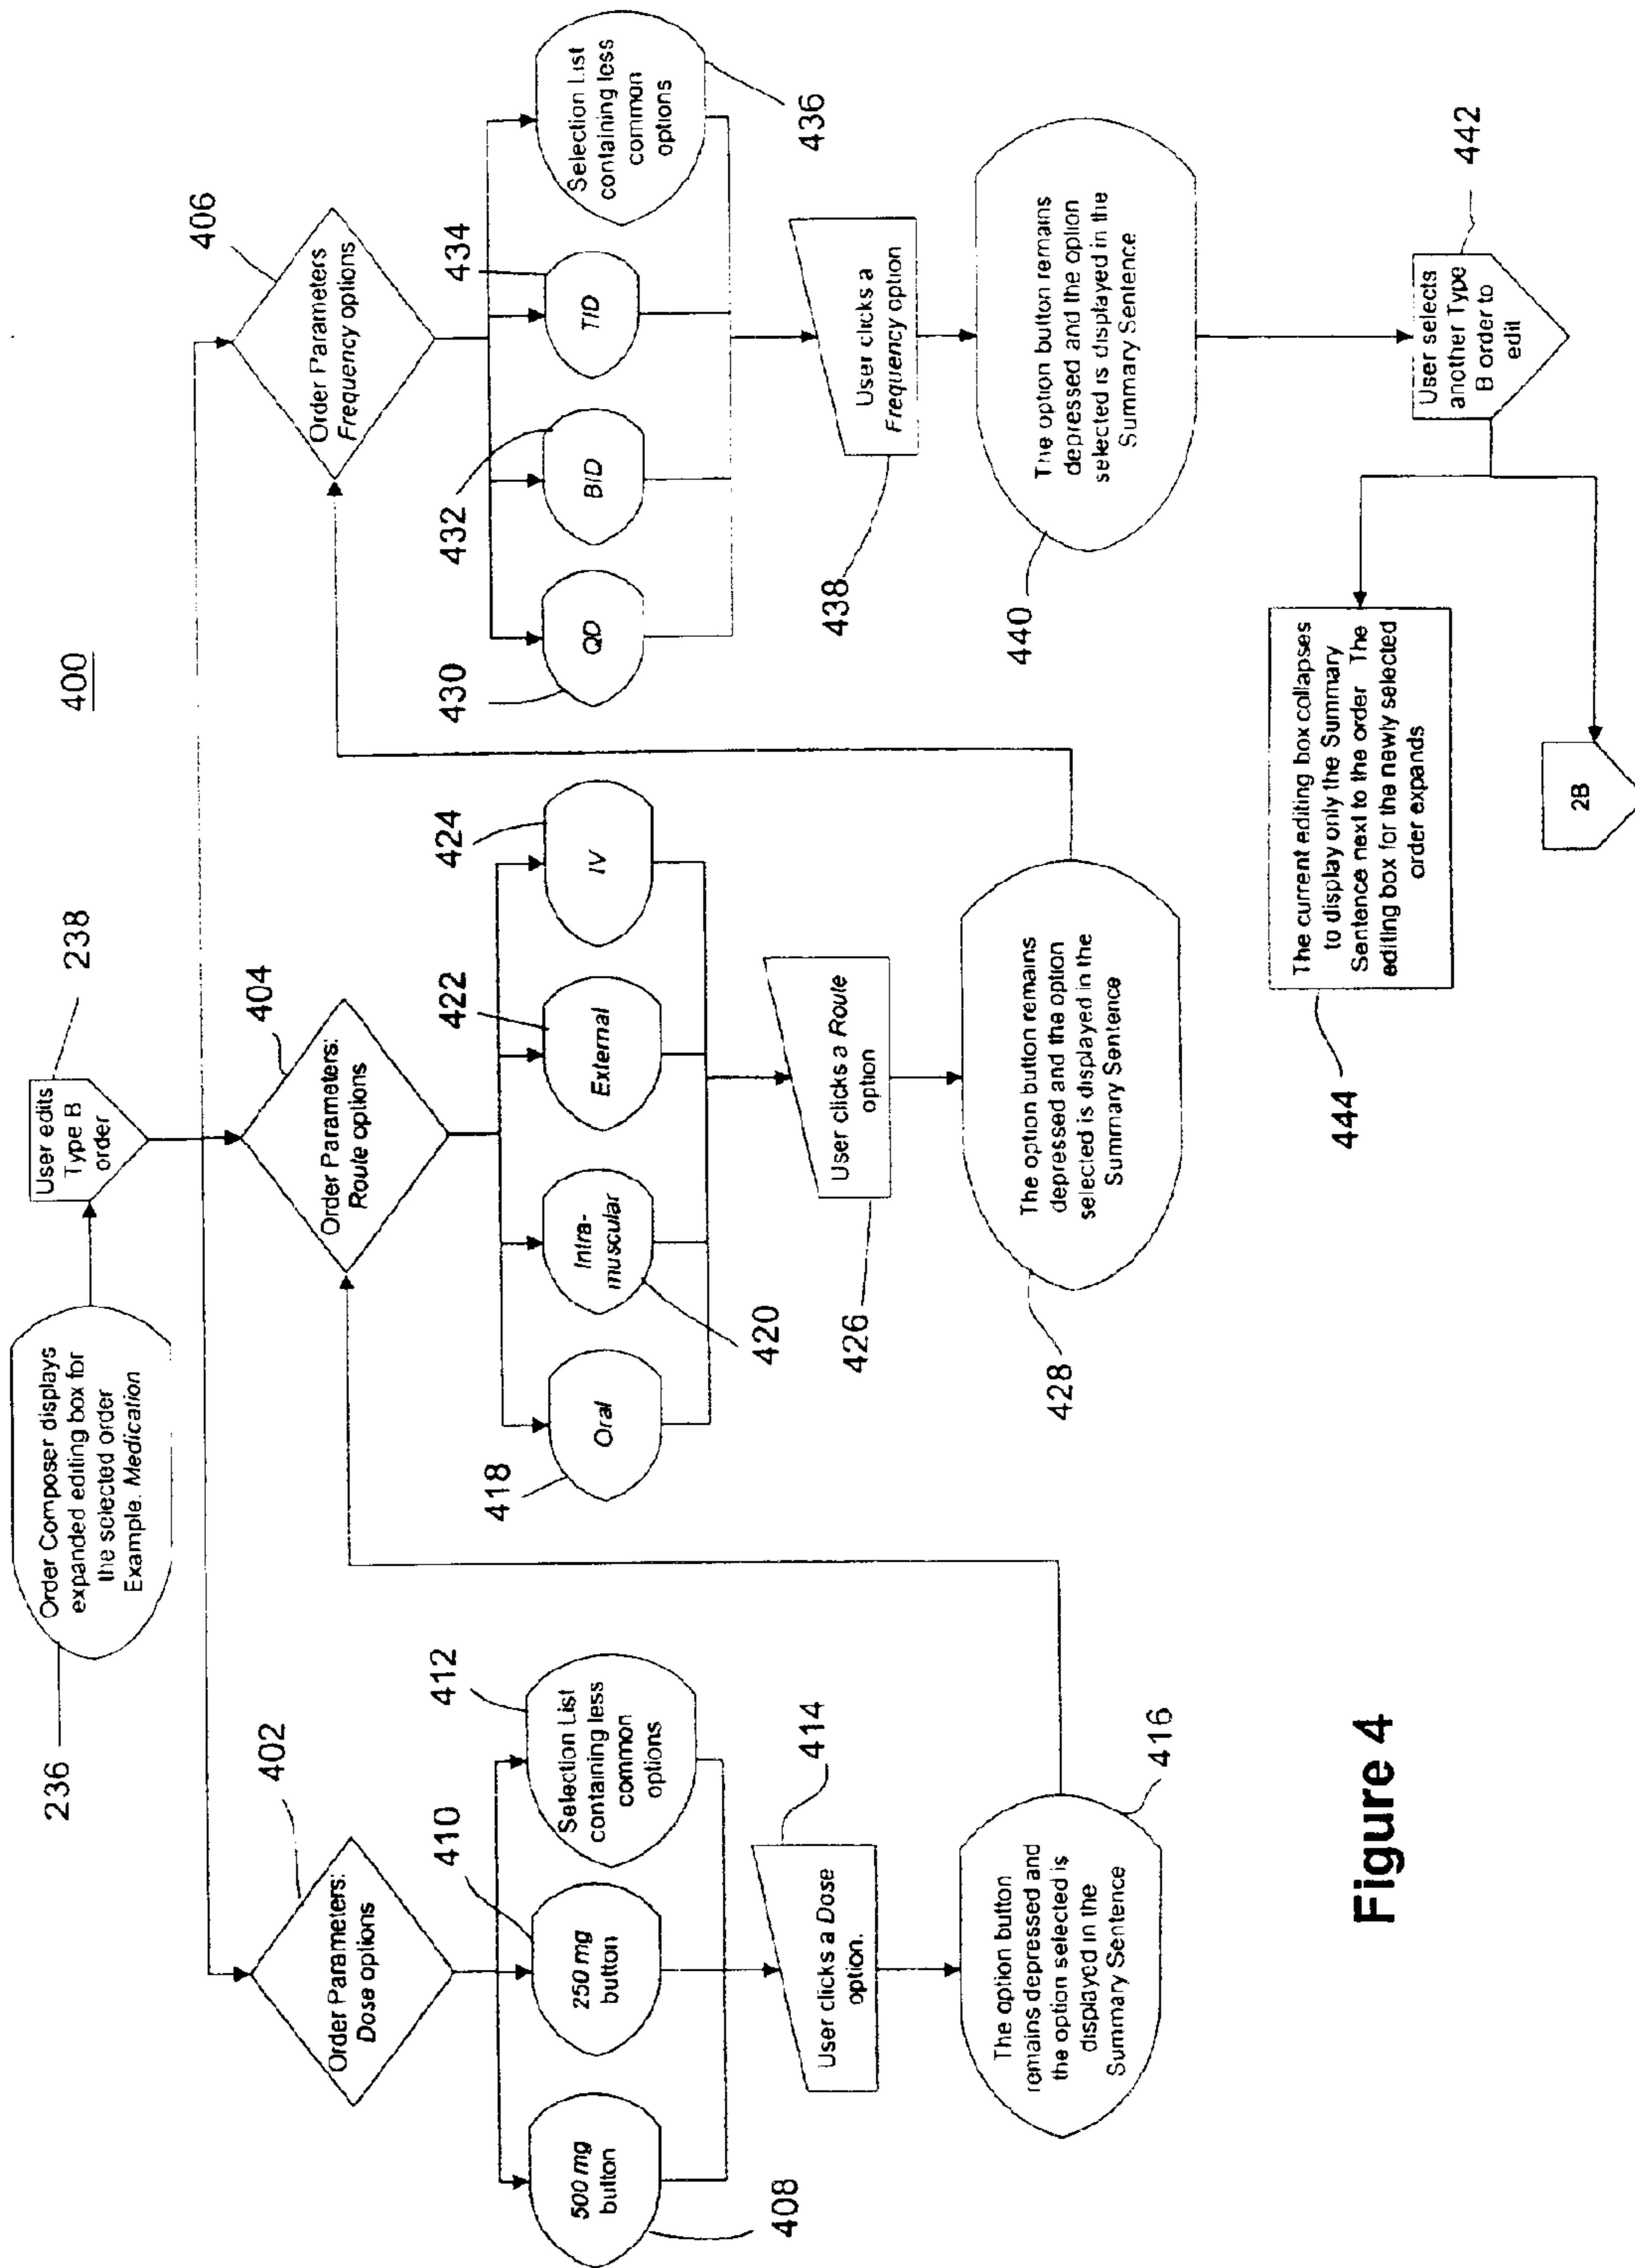 400
Order Composer displays
expanded editing box for
the selected order
Example. Medication
236
User edits
Type B
order
238
402
Order Parameters:
Dose options
404
Order Parameters:
Route options
406
Order Parameters
Frequency options
500 mg
button
408
410
250 mg
button
412
Selection List
containing less
common
options
Oral
418
Intra-
muscular
420
422
External
424
IV
430
QD
432
BID
434
TID
Selection List
containing less
common
options
436
414
User clicks a Dose
option.
426
User clicks a Route
option
438
User clicks a
Frequency option
The option button
remains depressed and
the option selected is
displayed in the
Summary Sentence
416
The option button remains
depressed and the option
selected is displayed in the
Summary Sentence
428
The option button remains
depressed and the option
selected is displayed in the
Summary Sentence
440
User selects
another Type
B order to
edit
442
The current editing box collapses
to display only the Summary
Sentence next to the order The
editing box for the newly selected
order expands
444
2B
Figure 4